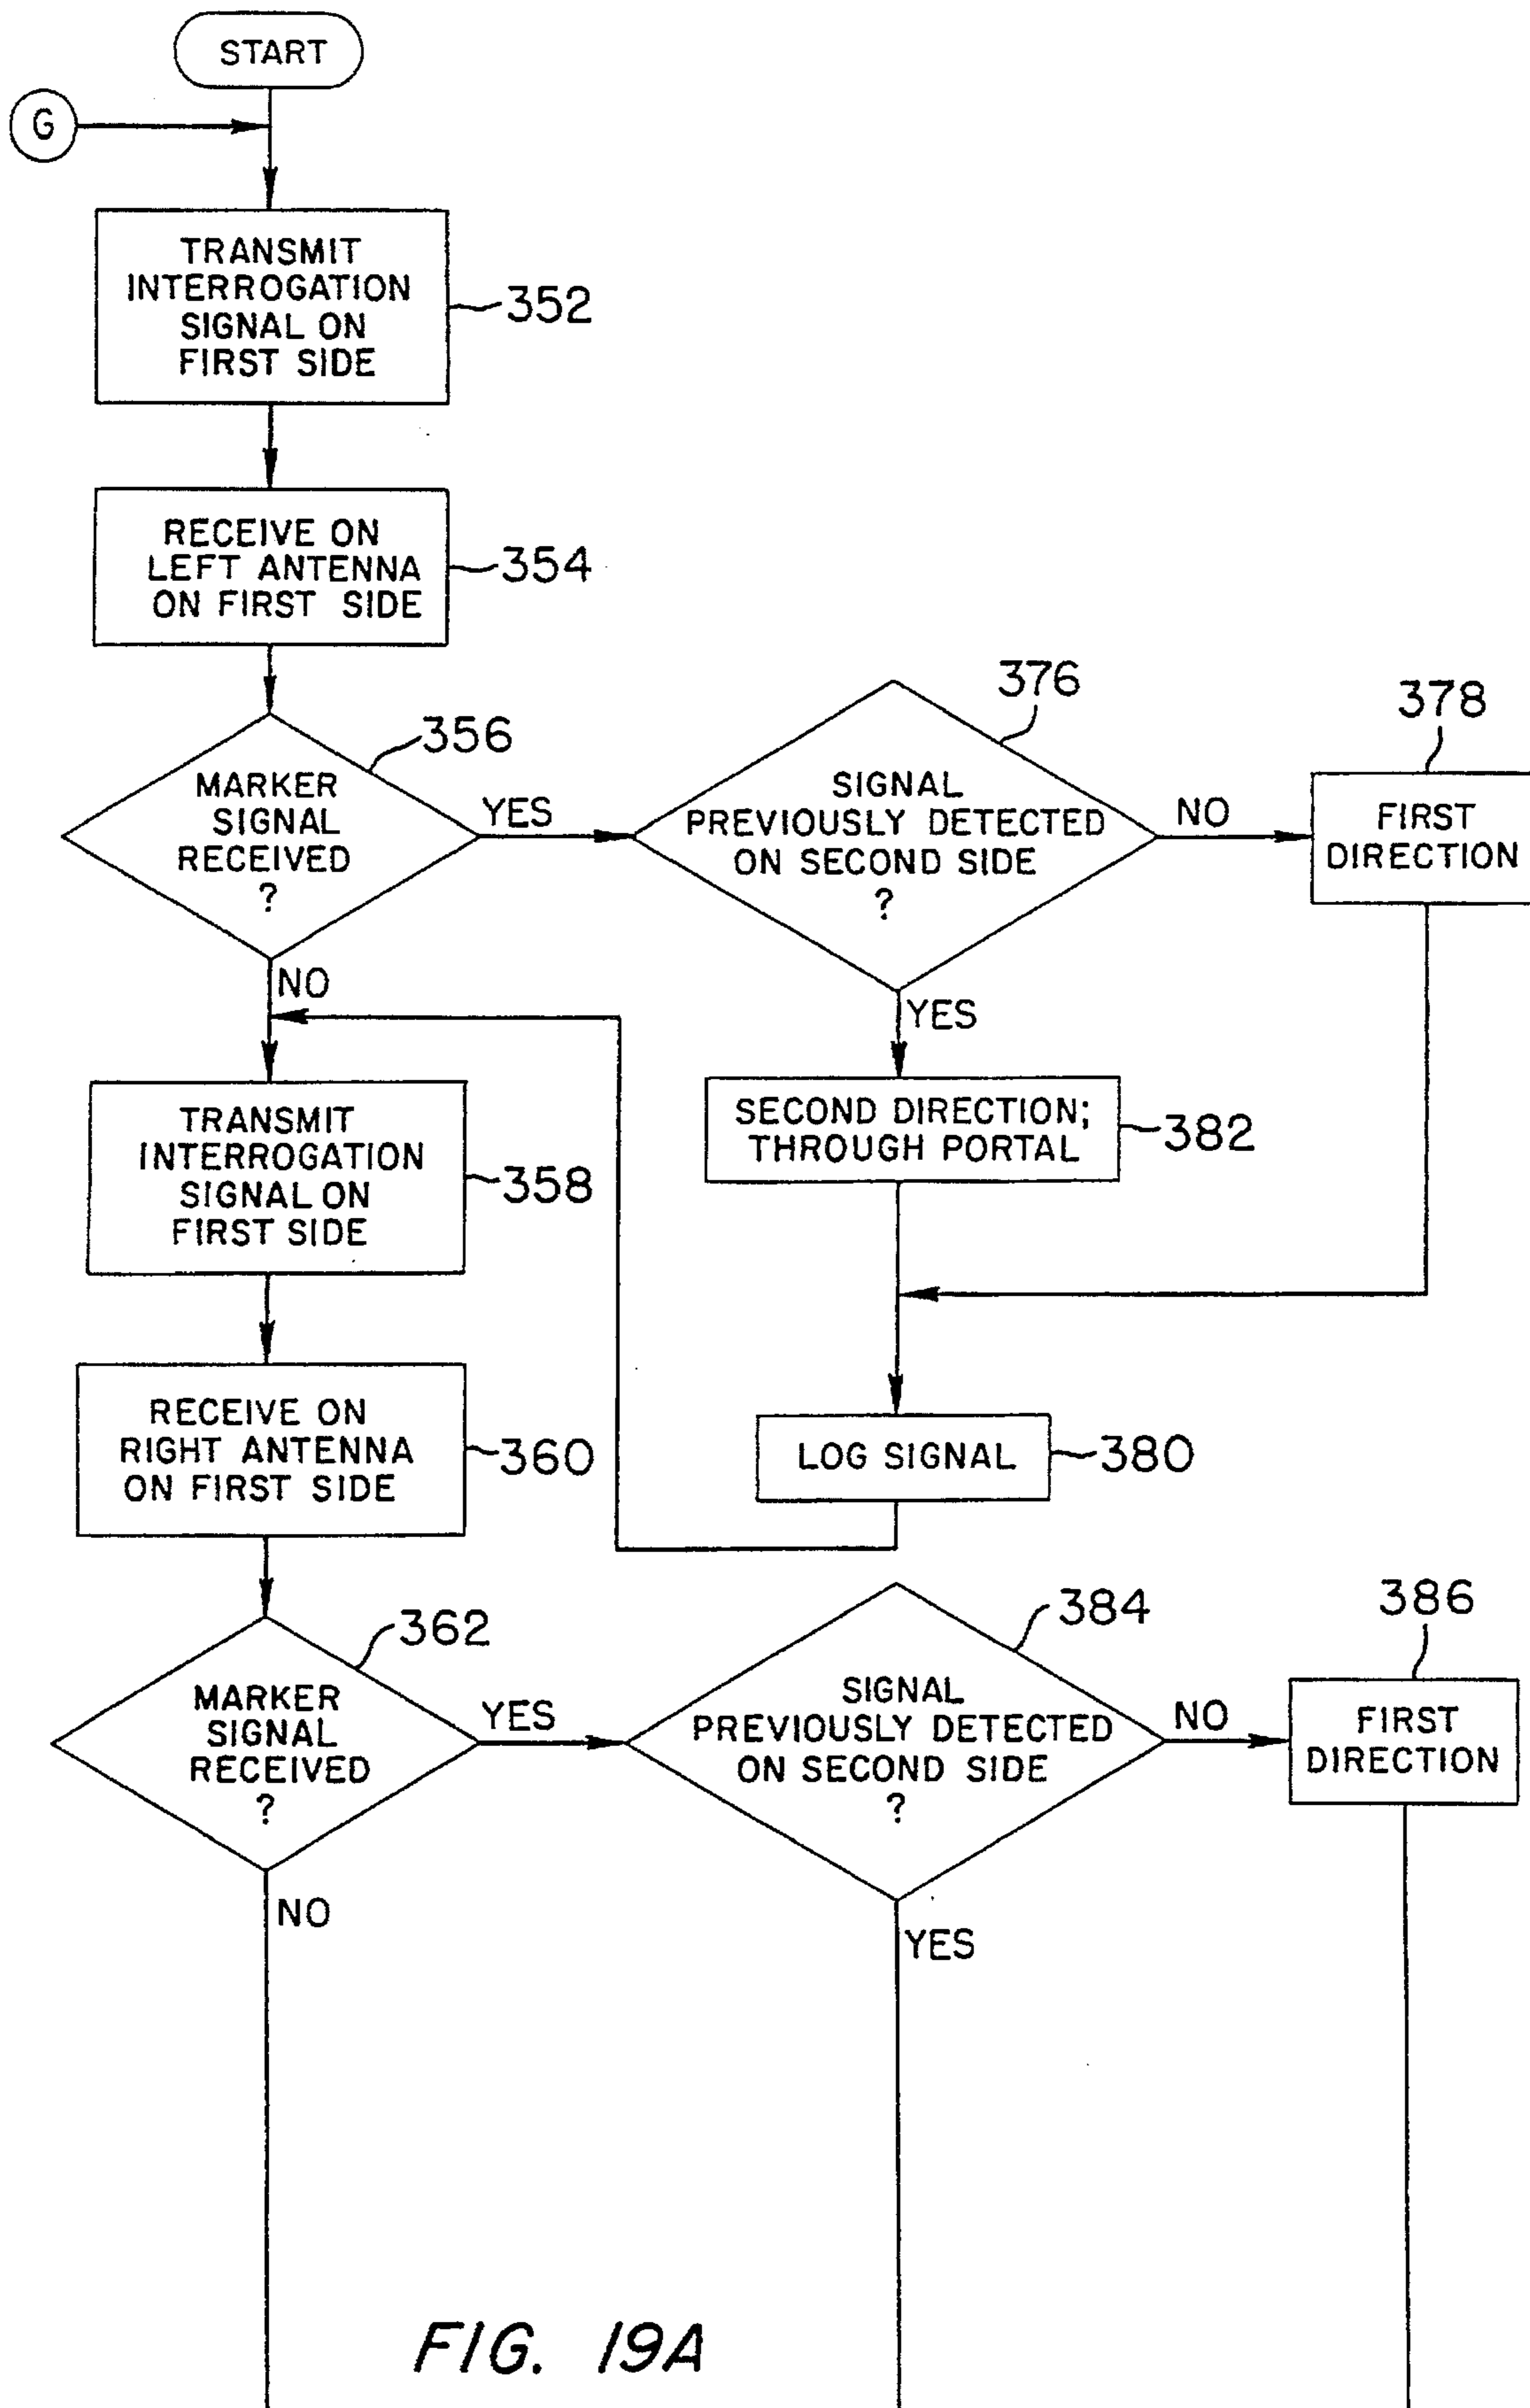 START
G
TRANSMIT
INTERROGATION
SIGNAL ON
FIRST SIDE
352
RECEIVE ON
LEFT ANTENNA
ON FIRST SIDE
354
MARKER
SIGNAL
RECEIVED
?
356
YES
NO
SIGNAL
PREVIOUSLY DETECTED
ON SECOND SIDE
?
376
NO
YES
FIRST
DIRECTION
378
SECOND DIRECTION;
THROUGH PORTAL
382
TRANSMIT
INTERROGATION
SIGNAL ON
FIRST SIDE
358
RECEIVE ON
RIGHT ANTENNA
ON FIRST SIDE
360
LOG SIGNAL
380
MARKER
SIGNAL
RECEIVED
?
362
YES
NO
SIGNAL
PREVIOUSLY DETECTED
ON SECOND SIDE
?
384
NO
YES
FIRST
DIRECTION
386
FIG. 19A